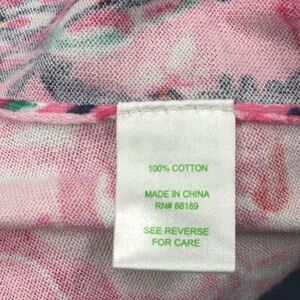 100% COTTON
MADE IN CHINA
RN# 88189
SEE REVERSE
FOR CARE